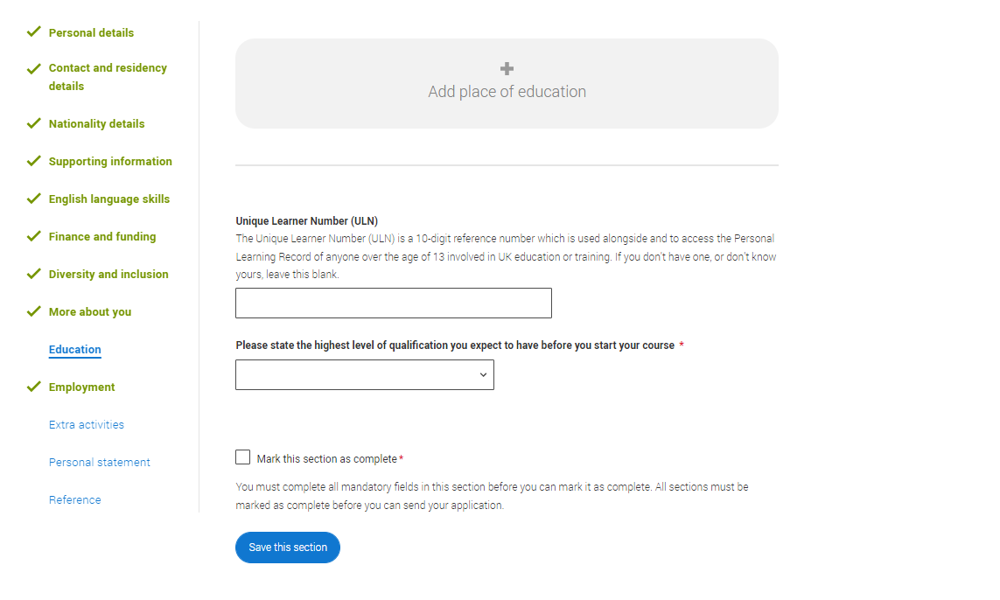 Personal details
Contact and residency
details
Nationality details
Supporting information
English language skills
Finance and funding
Diversity and inclusion
More about you
Education
Employment
Extra activities
Personal statement
Reference
Add place of education
Unique Learner Number (ULN)
The Unique Learner Number (ULN) is a 10-digit reference number which is used alongside and to access the Personal
Learning Record of anyone over the age of 13 involved in UK education or training. If you don't have one, or don't know
yours, leave this blank.
Please state the highest level of qualification you expect to have before you start your course *
Mark this section as complete *
You must complete all mandatory fields in this section before you can mark it as complete. All sections must be
marked as complete before you can send your application.
Save this section